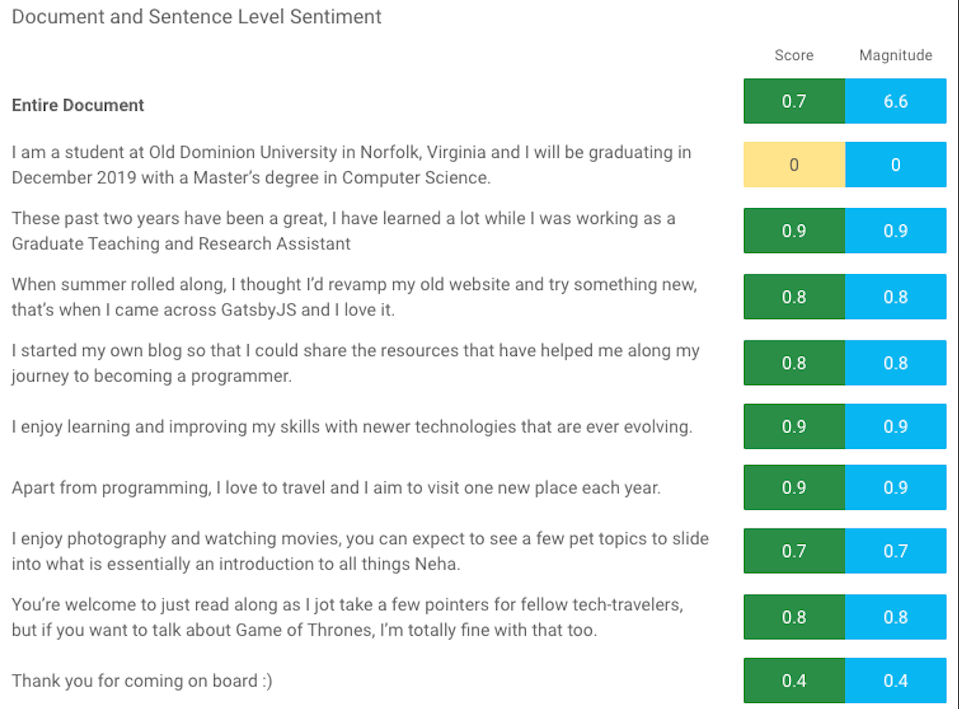 Document and Sentence Level Sentiment
Score Magnitude
Entire Document 0.7 6.6
I am a student at Old Dominion University in Norfolk, Virginia and I will be graduating in
December 2019 with a Master’s degree in Computer Science.
0 0
These past two years have been a great, I have learned a lot while I was working as a
Graduate Teaching and Research Assistant
0.9 0.9
When summer rolled along, I thought I’d revamp my old website and try something new,
that’s when I came across GatsbyJS and I love it.
0.8 0.8
I started my own blog so that I could share the resources that have helped me along my
journey to becoming a programmer.
0.8 0.8
I enjoy learning and improving my skills with newer technologies that are ever evolving. 0.9 0.9
Apart from programming, I love to travel and I aim to visit one new place each year. 0.9 0.9
I enjoy photography and watching movies, you can expect to see a few pet topics to slide
into what is essentially an introduction to all things Neha.
0.7 0.7
You’re welcome to just read along as I jot take a few pointers for fellow tech-travelers,
but if you want to talk about Game of Thrones, I’m totally fine with that too.
0.8 0.8
Thank you for coming on board :) 0.4 0.4